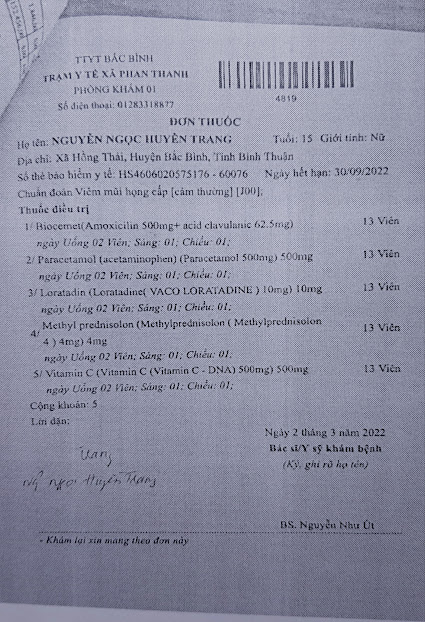 TTYT BẮC BÌNH
TRẠM Y TẾ XÃ PHAN THANH
PHÒNG KHÁM 01
Số điện thoại: 01283318877
4819
ĐƠN THUỐC
Họ tên: NGUYỄN NGỌC HUYỀN TRANG Tuổi: 15 Giới tính: Nữ
Địa chỉ: Xã Hồng Thái, Huyện Bắc Bình, Tỉnh Bình Thuận
Số thẻ bảo hiểm y tế: HS4606020575176 - 60076 Ngày hết hạn: 30/09/2022
Chuẩn đoán Viêm mũi họng cấp [cảm thường] [J00];
Thuốc điều trị
1/ Biocemet(Amoxicilin 500mg+ acid clavulanic 62.5mg) 13 Viên
ngày Uống 02 Viên; Sáng: 01; Chiều: 01;
2/ Paracetamol (acetaminophen) (Paracetamol 500mg) 500mg 13 Viên
ngày Uống 02 Viên; Sáng: 01; Chiều: 01;
3/ Loratadin (Loratadine( VACO LORATADINE ) 10mg) 10mg 13 Viên
ngày Uống 02 Viên; Sáng: 01; Chiều: 01;
4/ Methyl prednisolon (Methylprednisolon ( Methylprednisolon 13 Viên
4 ) 4mg) 4mg
ngày Uống 02 Viên; Sáng: 01; Chiều: 01;
5/ Vitamin C (Vitamin C (Vitamin C - DNA) 500mg) 500mg 13 Viên
ngày Uống 02 Viên; Sáng: 01; Chiều: 01;
Cộng khoản: 5
Lời dặn:
Ngày 2 tháng 3 năm 2022
Bác sĩ/Y sỹ khám bệnh
(Ký, ghi rõ họ tên)
Trang
Ng Ngọc Huyền Trang
BS. Nguyễn Như Út
- Khám lại xin mang theo đơn này